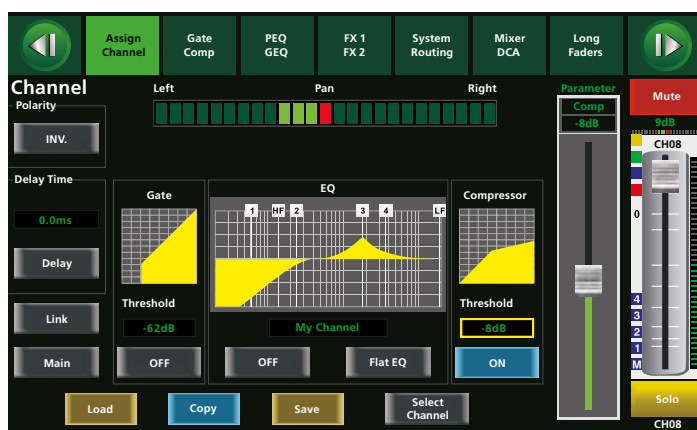 Assign Channel
Gate Comp
PEQ GEQ
FX 1 FX 2
System Routing
Mixer DCA
Long Faders
Channel
Left
Pan
Right
Parameter
Comp
-8dB
Mute
9dB
CH08
Polarity
INV.
Delay Time
0.0ms
Delay
Link
Main
Gate
Threshold
-62dB
OFF
EQ
1
HF
2
3
4
LF
My Channel
OFF
Flat EQ
Compressor
Threshold
-8dB
ON
0
4
3
2
1
M
Load
Copy
Save
Select Channel
Solo
CH08